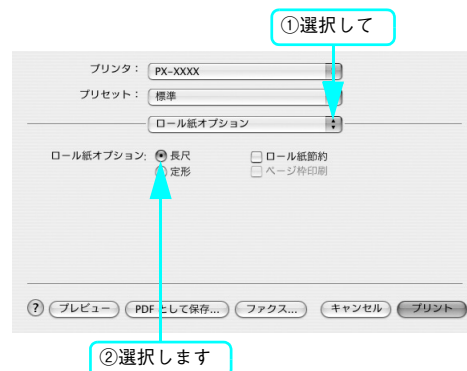 ①選択して
プリンタ： PX-XXXX
プリセット： 標準
ロール紙オプション
ロール紙オプション: 長尺 ロール紙節約
定形 ページ枠印刷
? プレビュー PDF として保存... ファクス... キャンセル プリント
②選択します